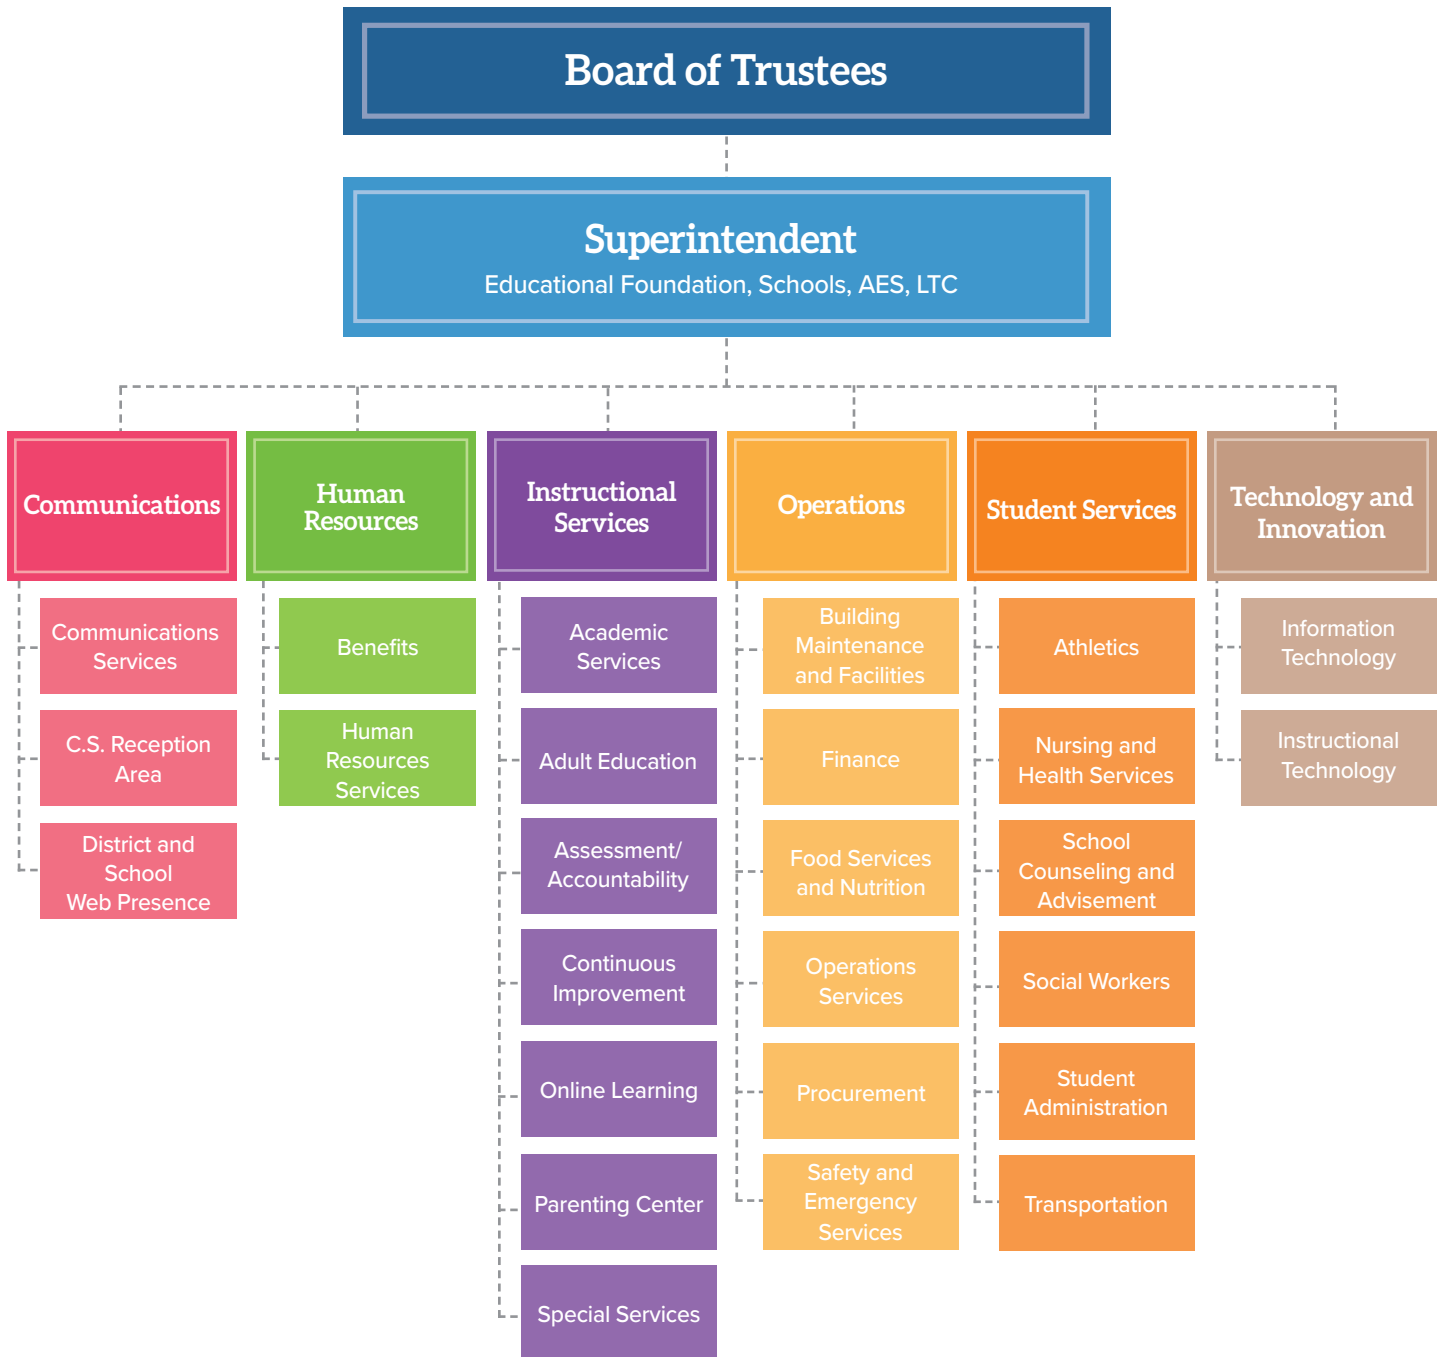 Board of Trustees
Superintendent
Educational Foundation, Schools, AES, LTC
Communications
Human
Resources
Instructional
Services
Operations
Student Services
Technology and
Innovation
Communications
Services
C.S. Reception
Area
District and
School
Web Presence
Benefits
Human
Resources
Services
Academic
Services
Adult Education
Assessment/
Accountability
Continuous
Improvement
Online Learning
Parenting Center
Special Services
Building
Maintenance
and Facilities
Finance
Food Services
and Nutrition
Operations
Services
Procurement
Safety and
Emergency
Services
Athletics
Nursing and
Health Services
School
Counseling and
Advisement
Social Workers
Student
Administration
Transportation
Information
Technology
Instructional
Technology